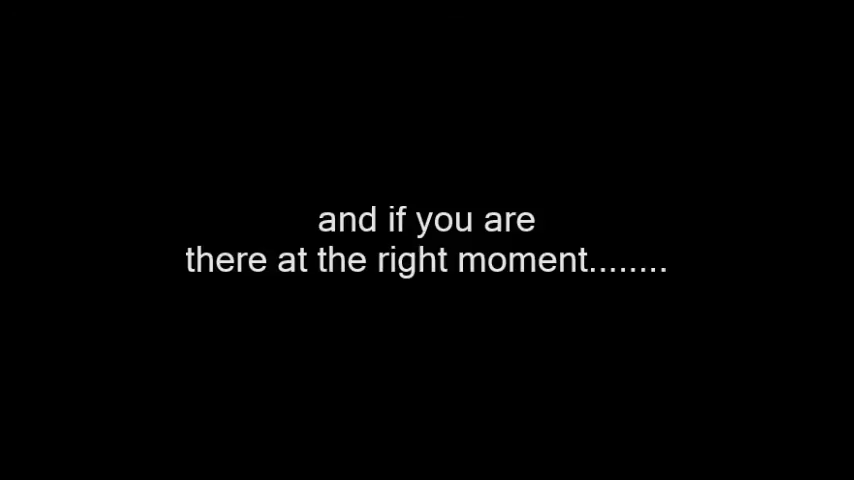 and if you are
there at the right moment........